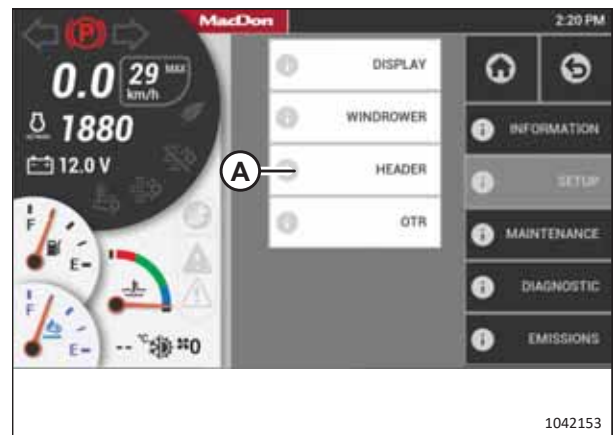 MacDon
2:20 PM
P
0.0 29 MAX
km/h
1880
12.0 V
F
E
F
E
-- °C 0
DISPLAY
WINDROWER
A
HEADER
OTR
INFORMATION
SETUP
MAINTENANCE
DIAGNOSTIC
EMISSIONS
1042153